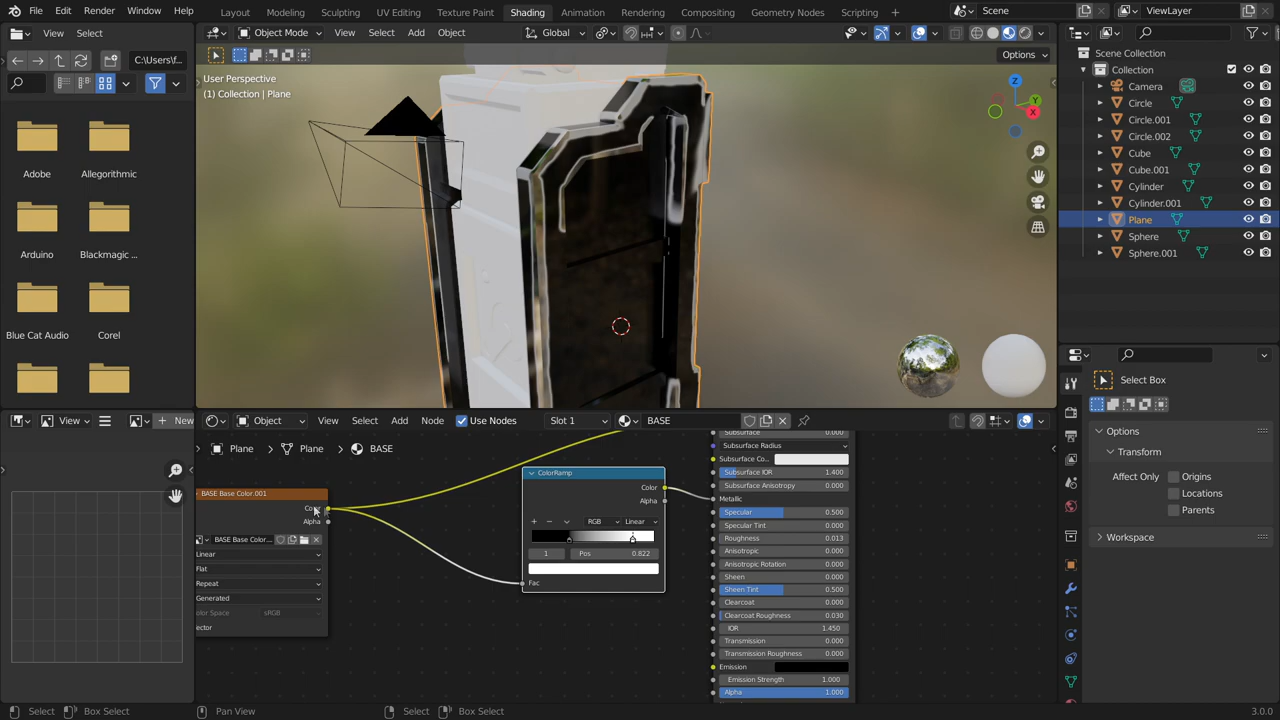 File Edit Render Window Help Layout Modeling Sculpting UV Editing Texture Paint Shading Animation Rendering Compositing Geometry Nodes Scripting Scene ViewLayer
View Select Object Mode View Select Add Object Global
C:\Users\f... Options
User Perspective
(1) Collection | Plane
Scene Collection
Collection
Camera
Circle
Circle.001
Circle.002
Cube
Cube.001
Cylinder
Cylinder.001
Plane
Sphere
Sphere.001
X
Y
Z
Adobe Allegorithmic
Arduino Blackmagic ...
Blue Cat Audio Corel
Select Box
View New Object View Select Add Node Use Nodes Slot 1 BASE
Plane Plane BASE
Options
Transform
Affect Only Origins
Locations
Parents
Workspace
BASE Base Color.001
Alpha
BASE Base Color...
Linear
Flat
Repeat
Generated
olor Space sRGB
ector
ColorRamp
Color
Alpha
RGB Linear
1 Pos 0.822
Fac
Subsurface 0.000
Subsurface Radius
Subsurface Co...
Subsurface IOR 1.400
Subsurface Anisotropy 0.000
Metallic
Specular 0.500
Specular Tint 0.000
Roughness 0.013
Anisotropic 0.000
Anisotropic Rotation 0.000
Sheen 0.000
Sheen Tint 0.500
Clearcoat 0.000
Clearcoat Roughness 0.030
IOR 1.450
Transmission 0.000
Transmission Roughness 0.000
Emission
Emission Strength 1.000
Alpha 1.000
Select Box Select Pan View Select Box Select 3.0.0